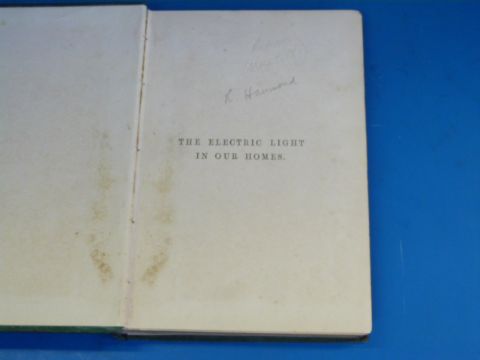 R. Hammond
THE ELECTRIC LIGHT
IN OUR HOMES.